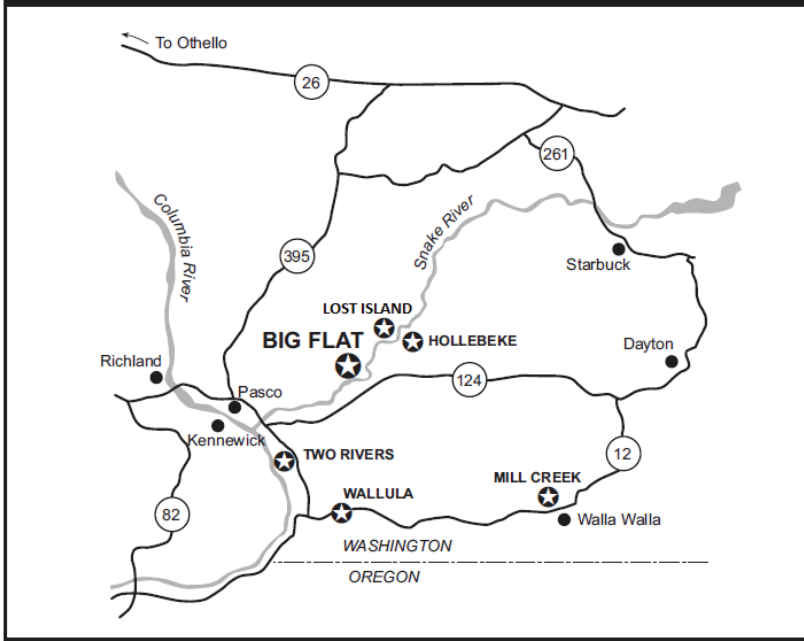 To Othello
26
261
Columbia River
Snake River
395
Starbuck
LOST ISLAND
BIG FLAT
HOLLEBEKE
Richland
Dayton
124
Pasco
Kennewick
TWO RIVERS
12
MILL CREEK
WALLULA
82
Walla Walla
WASHINGTON
OREGON